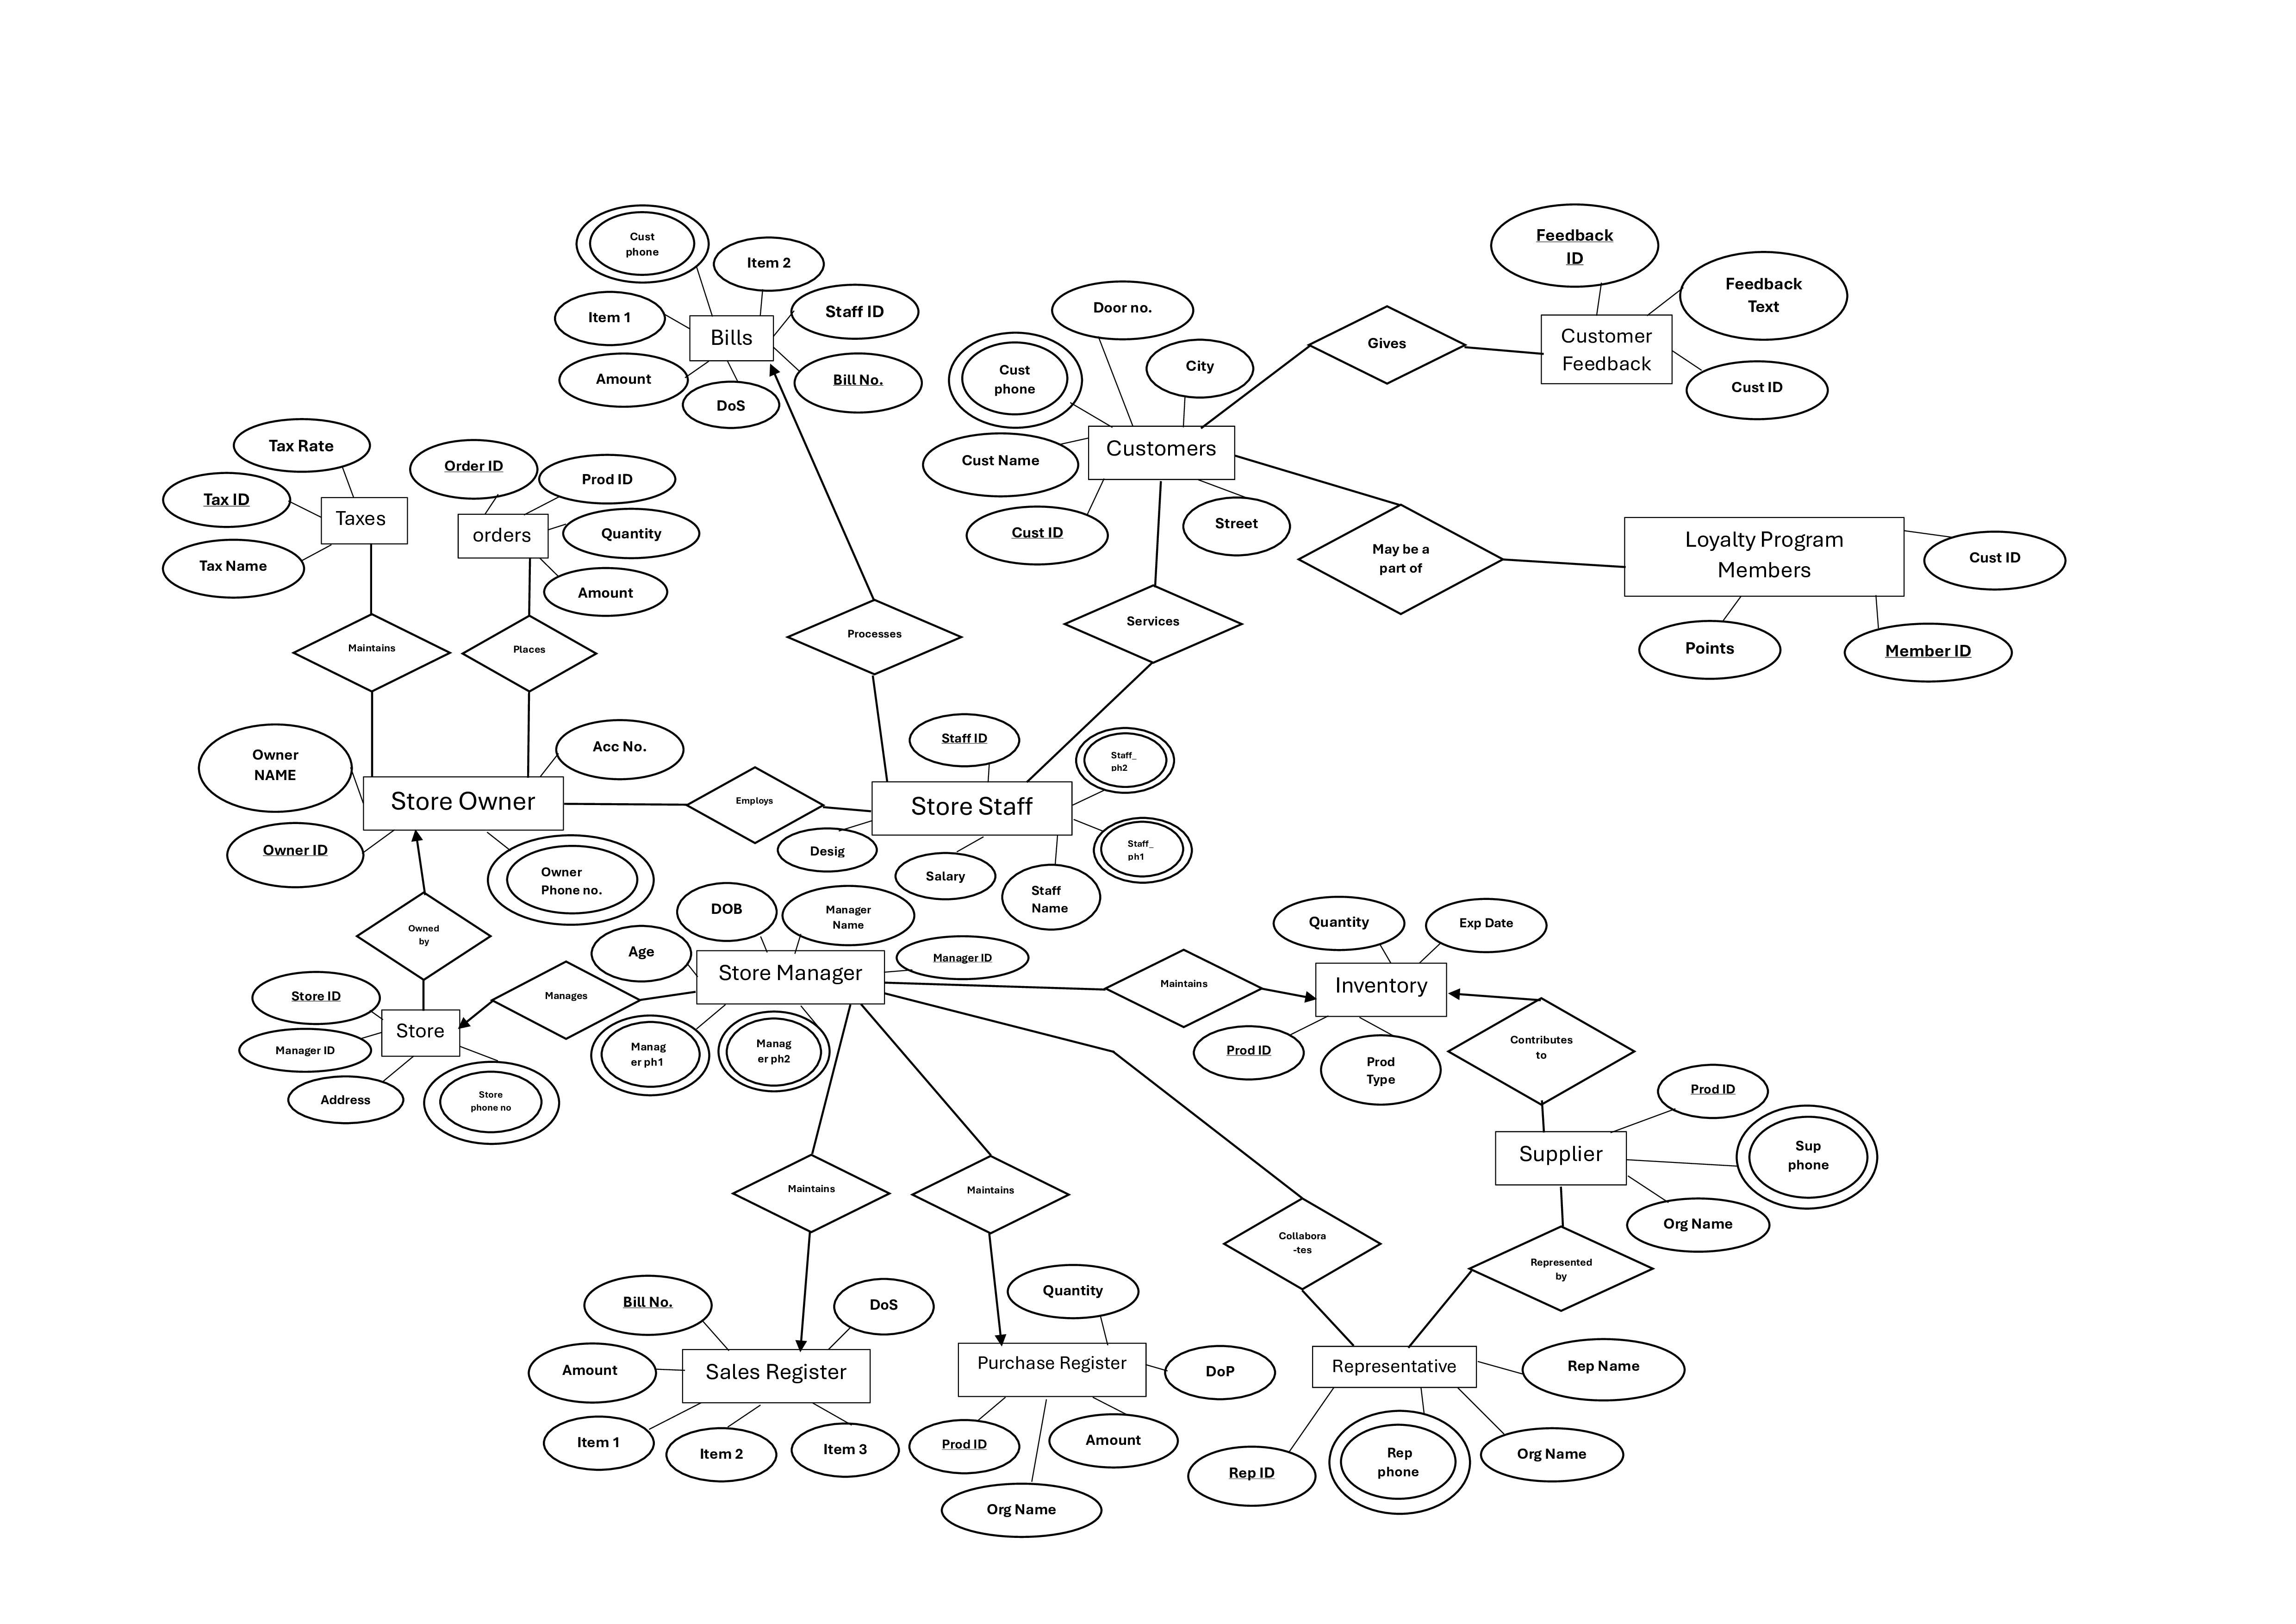 Cust
phone
Item 2
Item 1
Staff ID
Bills
Amount
Bill No.
DoS
Feedback
ID
Feedback
Text
Customer
Feedback
Cust ID
Gives
Door no.
City
Cust
phone
Customers
Cust Name
Cust ID
Street
Tax Rate
Tax ID
Taxes
Tax Name
Order ID
Prod ID
orders
Quantity
Amount
May be a
part of
Loyalty Program
Members
Cust ID
Points
Member ID
Maintains
Places
Processes
Services
Owner
NAME
Acc No.
Store Owner
Owner ID
Owner
Phone no.
Employs
Staff ID
Staff_
ph2
Store Staff
Desig
Salary
Staff
Name
Staff_
ph1
Owned
by
DOB
Manager
Name
Age
Store Manager
Manager ID
Manages
Manag
er ph1
Manag
er ph2
Store ID
Store
Manager ID
Address
Store
phone no
Maintains
Quantity
Exp Date
Inventory
Prod ID
Prod
Type
Contributes
to
Prod ID
Supplier
Sup
phone
Org Name
Maintains
Maintains
Collabora
-tes
Represented
by
Bill No.
DoS
Amount
Sales Register
Item 1
Item 2
Item 3
Quantity
Purchase Register
DoP
Prod ID
Amount
Org Name
Representative
Rep Name
Rep ID
Rep
phone
Org Name